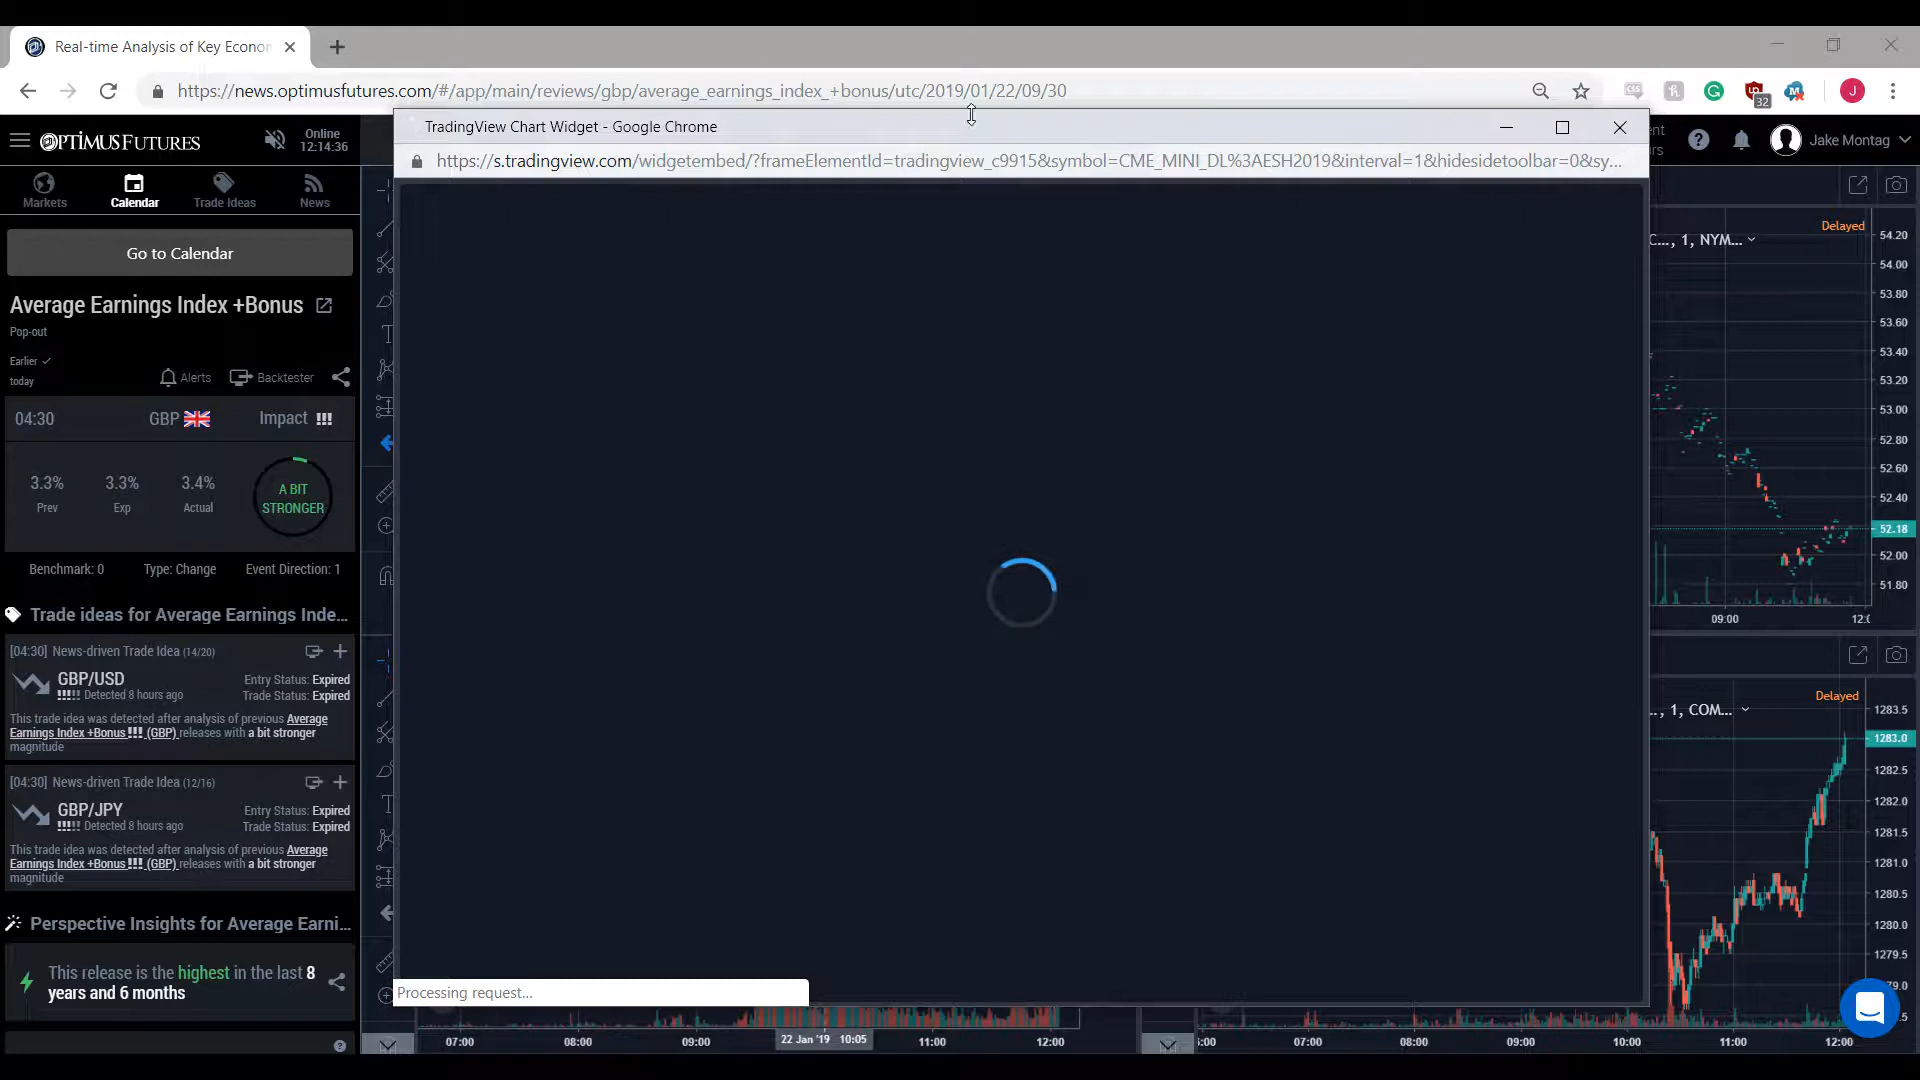 Real-time Analysis of Key Econon
https://news.optimusfutures.com/#/app/main/reviews/gbp/average_earnings_index_+bonus/utc/2019/01/22/09/30
32
J
OPTIMUS FUTURES
Online
12:14:36
TradingView Chart Widget - Google Chrome
https://s.tradingview.com/widgetembed/?frameElementId=tradingview_c9915&symbol=CME_MINI_DL%3AESH2019&interval=1&hidesidetoolbar=0&sy...
Jake Montag
Markets
Calendar
Trade Ideas
News
Go to Calendar
Average Earnings Index +Bonus
Pop-out
Earlier
today
Alerts
Backtester
04:30
GBP
Impact !!!
3.3%
3.3%
3.4%
Prev
Exp
Actual
A BIT
STRONGER
Benchmark: 0
Type: Change
Event Direction: 1
Trade ideas for Average Earnings Inde...
[04:30] News-driven Trade Idea (14/20)
GBP/USD
Entry Status: Expired
!!!!! Detected 8 hours ago
Trade Status: Expired
This trade idea was detected after analysis of previous Average
Earnings Index +Bonus !!! (GBP) releases with a bit stronger
magnitude
[04:30] News-driven Trade Idea (12/16)
GBP/JPY
Entry Status: Expired
!!!!! Detected 8 hours ago
Trade Status: Expired
This trade idea was detected after analysis of previous Average
Earnings Index +Bonus !!! (GBP) releases with a bit stronger
magnitude
Perspective Insights for Average Earni...
This release is the highest in the last 8
years and 6 months
Processing request...
Delayed
C..., 1, NYM...
54.20
54.00
53.80
53.60
53.40
53.20
53.00
52.80
52.60
52.40
52.18
52.00
51.80
09:00
Delayed
..., 1, COM...
1283.5
1283.0
1282.5
1282.0
1281.5
1281.0
1280.5
1280.0
1279.5
07:00
08:00
09:00
22 Jan '19 10:05
11:00
12:00
07:00
08:00
09:00
10:00
11:00
12:00